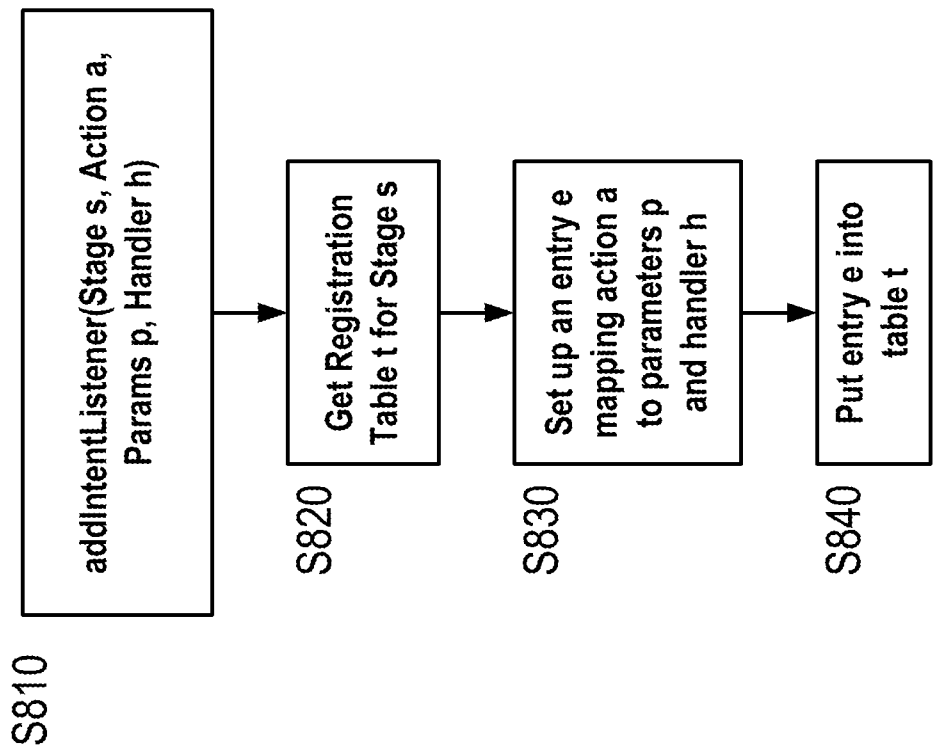 S810
addIntentListener(Stage s, Action a,
Params p, Handler h)
S820
Get Registration
Table t for Stage s
S830
Set up an entry e
mapping action a
to parameters p
and handler h
S840
Put entry e into
table t